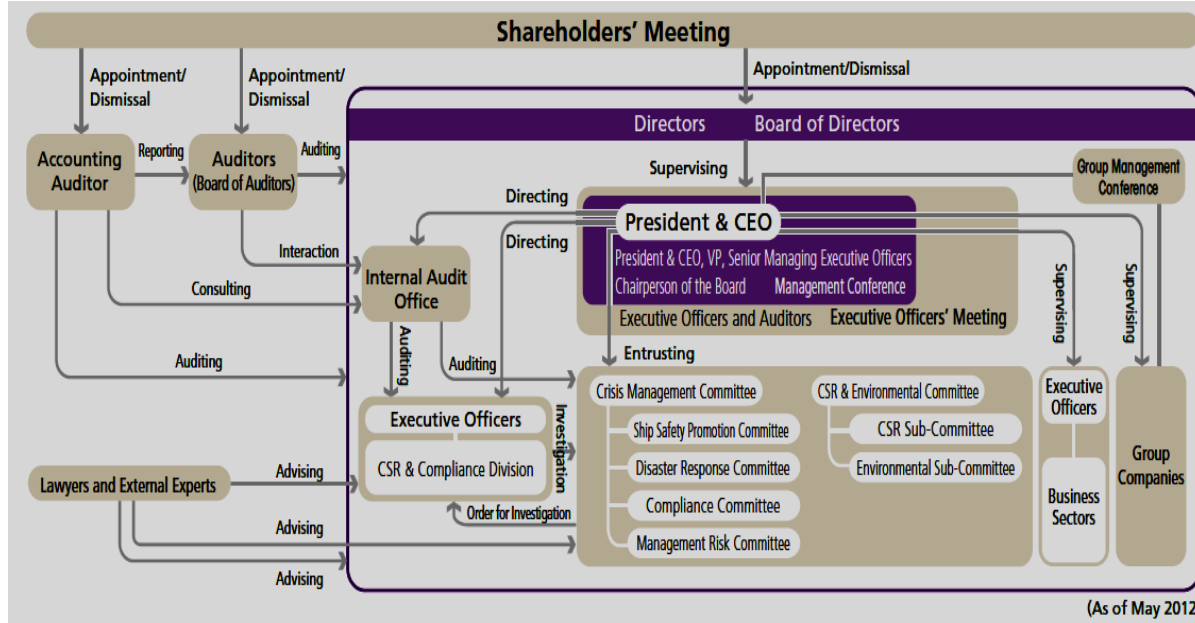 Shareholders' Meeting
Appointment/
Dismissal
Appointment/
Dismissal
Appointment/Dismissal
Directors Board of Directors
Accounting
Auditor
Reporting
Auditors
(Board of Auditors)
Auditing
Supervising
Group Management
Conference
Directing
Directing
President & CEO
President & CEO, VP, Senior Managing Executive Officers
Chairperson of the Board Management Conference
Executive Officers and Auditors Executive Officers' Meeting
Interaction
Consulting
Internal Audit
Office
Supervising
Supervising
Auditing
Auditing
Auditing
Entrusting
Executive Officers
CSR & Compliance Division
Investigation
Crisis Management Committee
Ship Safety Promotion Committee
Disaster Response Committee
Compliance Committee
Management Risk Committee
CSR & Environmental Committee
CSR Sub-Committee
Environmental Sub-Committee
Executive
Officers
Business
Sectors
Group
Companies
Lawyers and External Experts
Advising
Order for Investigation
Advising
Advising
(As of May 2012